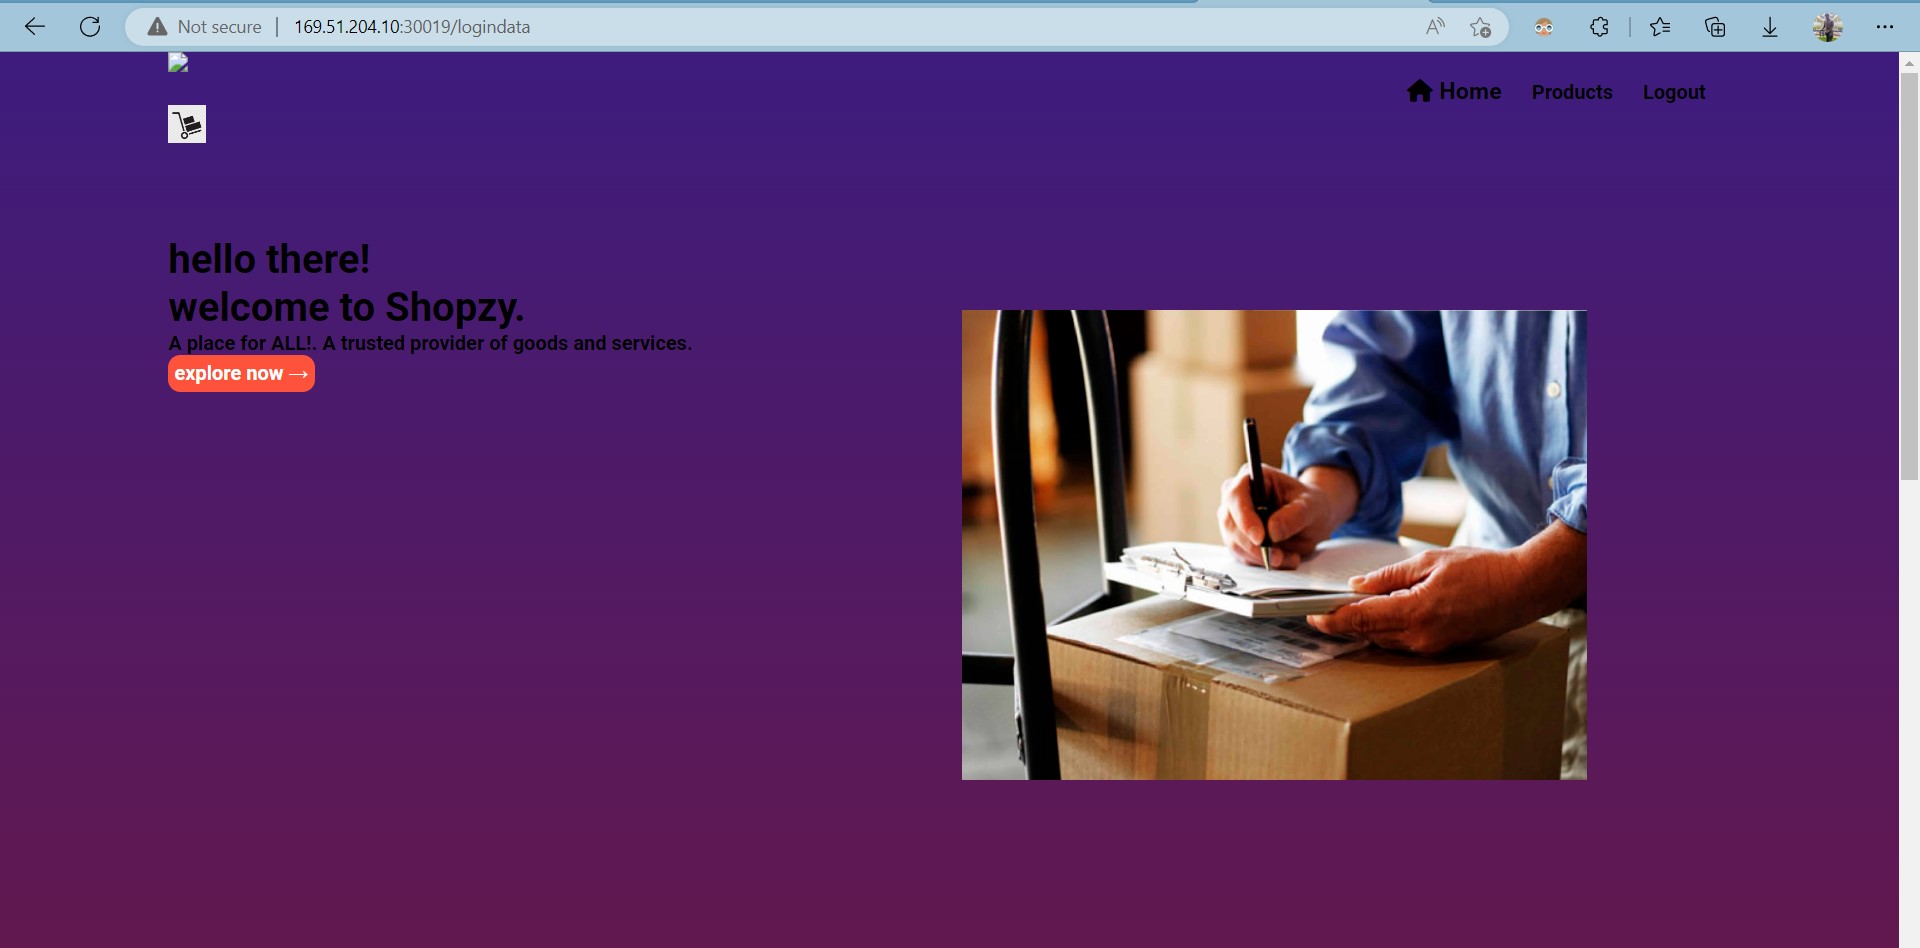 Not secure | 169.51.204.10:30019/logindata
Home Products Logout
hello there!
welcome to Shopzy.
A place for ALL!. A trusted provider of goods and services.
explore now →